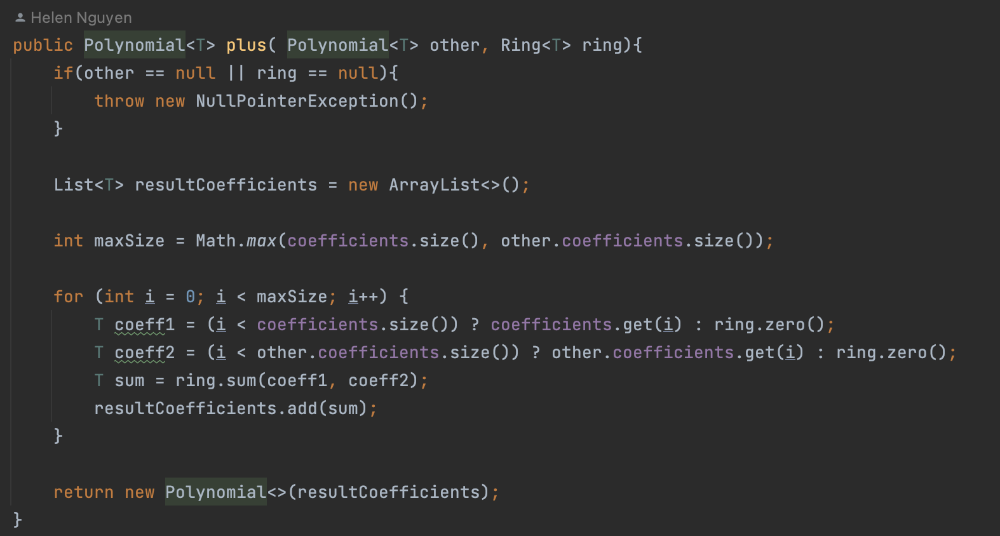 Helen Nguyen
public Polynomial<T> plus( Polynomial<T> other, Ring<T> ring){
    if(other == null || ring == null){
        throw new NullPointerException();
    }
    List<T> resultCoefficients = new ArrayList<>();
    int maxSize = Math.max(coefficients.size(), other.coefficients.size());
    for (int i = 0; i < maxSize; i++) {
        T coeff1 = (i < coefficients.size()) ? coefficients.get(i) : ring.zero();
        T coeff2 = (i < other.coefficients.size()) ? other.coefficients.get(i) : ring.zero();
        T sum = ring.sum(coeff1, coeff2);
        resultCoefficients.add(sum);
    }
    return new Polynomial<>(resultCoefficients);
}